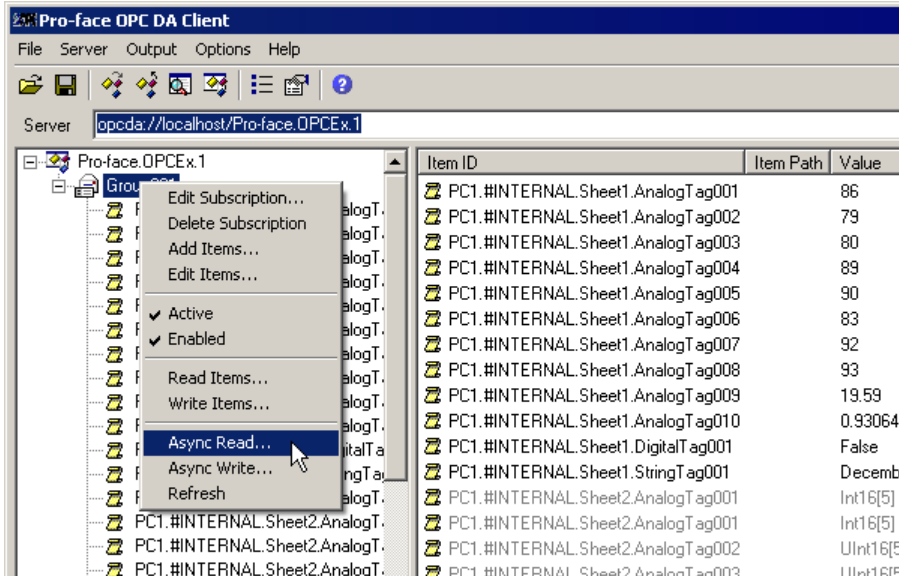 Pro-face OPC DA Client
File Server Output Options Help
Server opcda://localhost/Pro-face.OPCEx.1
Pro-face.OPCEx.1
Edit Subscription...
Delete Subscription
Add Items...
Edit Items...
Active
Enabled
Read Items...
Write Items...
Async Read...
Async Write...
Refresh
PC1.#INTERNAL.Sheet2.AnalogT
PC1.#INTERNAL.Sheet2.AnalogT
Item ID Item Path Value
PC1.#INTERNAL.Sheet1.AnalogTag001 86
PC1.#INTERNAL.Sheet1.AnalogTag002 79
PC1.#INTERNAL.Sheet1.AnalogTag003 80
PC1.#INTERNAL.Sheet1.AnalogTag004 89
PC1.#INTERNAL.Sheet1.AnalogTag005 90
PC1.#INTERNAL.Sheet1.AnalogTag006 83
PC1.#INTERNAL.Sheet1.AnalogTag007 92
PC1.#INTERNAL.Sheet1.AnalogTag008 93
PC1.#INTERNAL.Sheet1.AnalogTag009 19.59
PC1.#INTERNAL.Sheet1.AnalogTag010 0.93064
PC1.#INTERNAL.Sheet1.DigitalTag001 False
PC1.#INTERNAL.Sheet1.StringTag001 Decemb
PC1.#INTERNAL.Sheet2.AnalogTag001 Int16[5]
PC1.#INTERNAL.Sheet2.AnalogTag001 Int16[5]
PC1.#INTERNAL.Sheet2.AnalogTag002 UInt16[5
PC1.#INTERNAL.Sheet2.AnalogTag003 UInt16[5